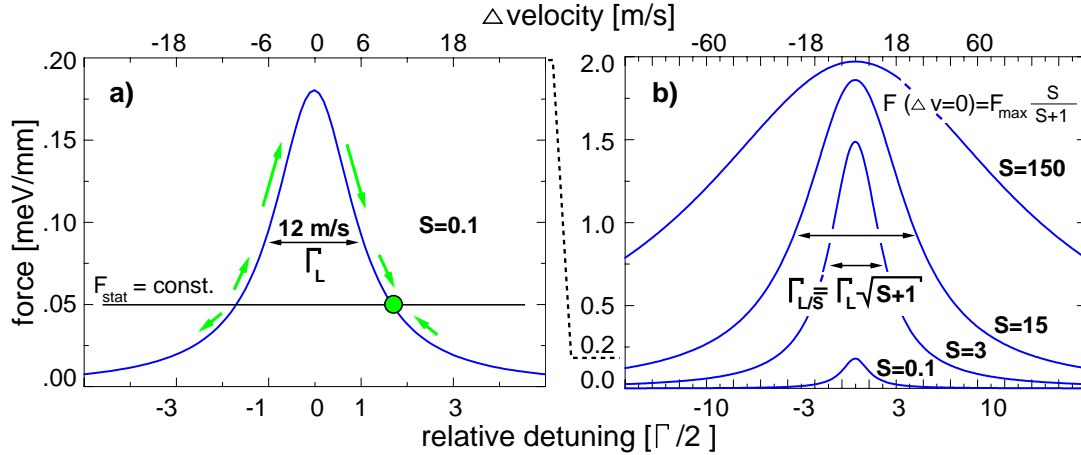 △velocity [m/s]
-18 -6 0 6 18
-60 -18 18 60
a)
b)
force [meV/mm]
.20
.15
.10
.05
.00
2.0
1.5
1.0
0.5
0.2
0.0
12 m/s
Γ_L
S=0.1
F_stat = const.
F (△v=0)=F_max S/(S+1)
S=150
Γ_L/S = Γ_L √S+1
S=15
S=3
S=0.1
-3 -1 0 1 3
-10 -3 3 10
relative detuning [Γ/2 ]